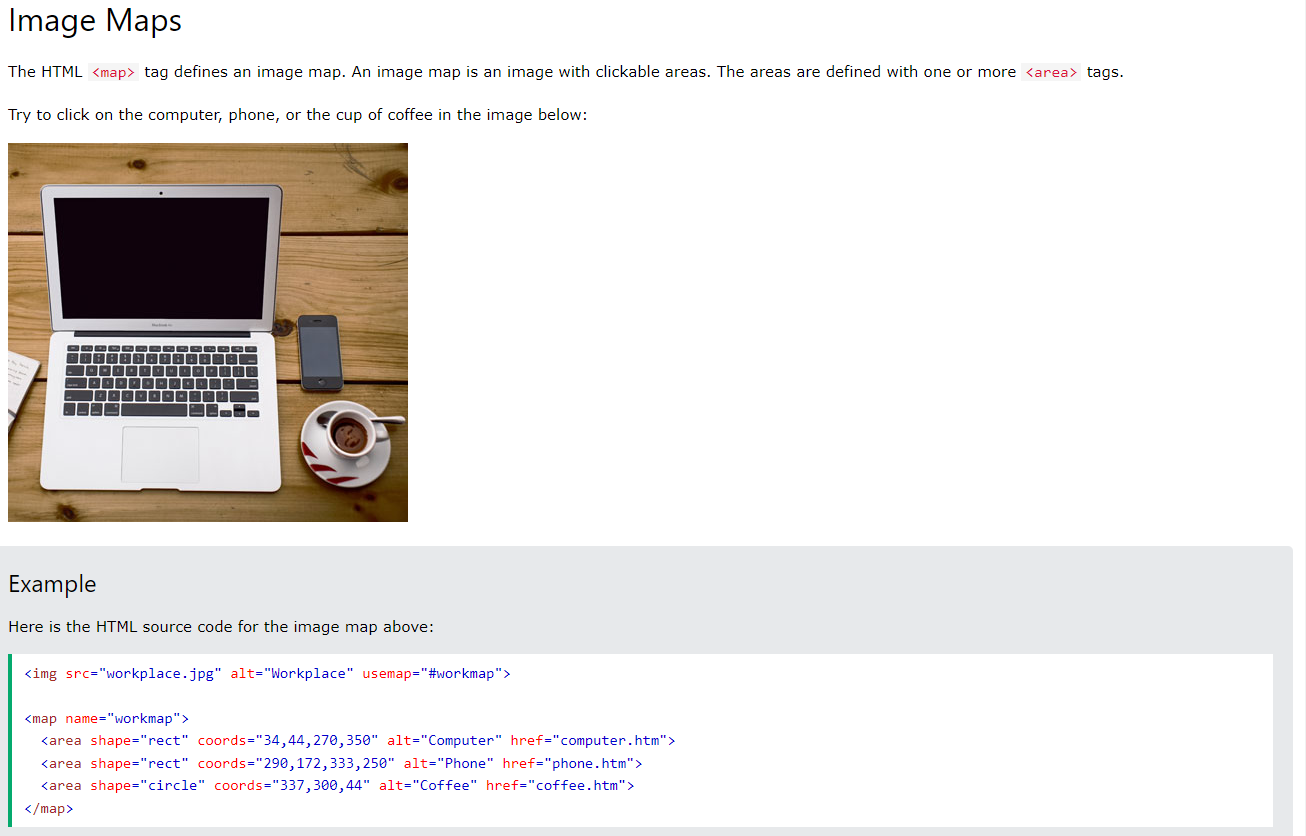 Image Maps
The HTML <map> tag defines an image map. An image map is an image with clickable areas. The areas are defined with one or more <area> tags.
Try to click on the computer, phone, or the cup of coffee in the image below:
Example
Here is the HTML source code for the image map above:
<img src="workplace.jpg" alt="Workplace" usemap="#workmap">
<map name="workmap">
<area shape="rect" coords="34,44,270,350" alt="Computer" href="computer.htm">
<area shape="rect" coords="290,172,333,250" alt="Phone" href="phone.htm">
<area shape="circle" coords="337,300,44" alt="Coffee" href="coffee.htm">
</map>